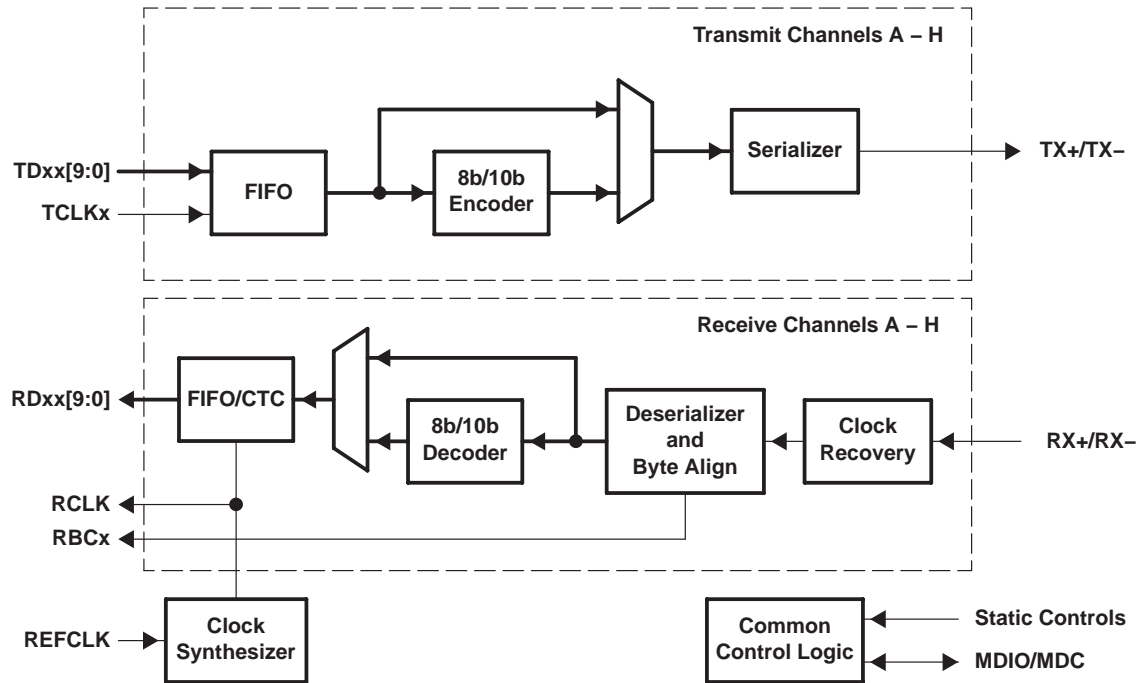 Transmit Channels A – H
TDxx[9:0]
TCLKx
FIFO
8b/10b
Encoder
Serializer
TX+/TX–
Receive Channels A – H
RDxx[9:0]
FIFO/CTC
8b/10b
Decoder
Deserializer
and
Byte Align
Clock
Recovery
RX+/RX–
RCLK
RBCx
REFCLK
Clock
Synthesizer
Common
Control Logic
Static Controls
MDIO/MDC